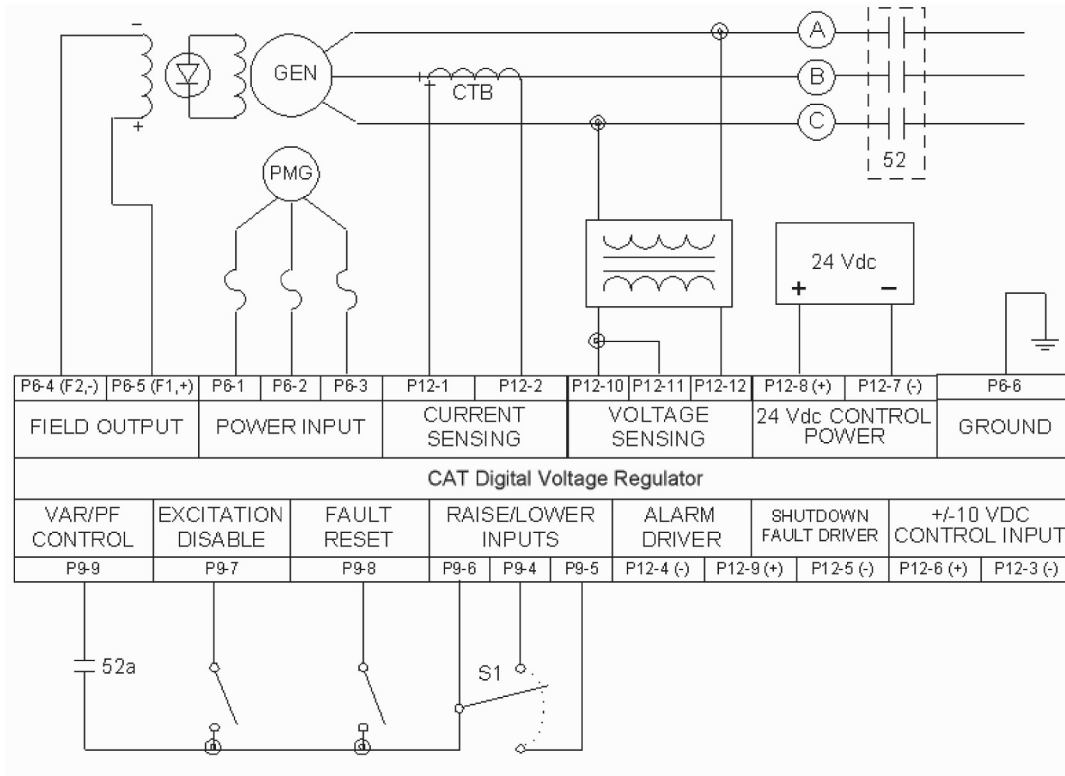 GEN
CTB
A
B
C
52
PMG
24 Vdc
+ −
P6-4 (F2,-) P6-5 (F1,+) P6-1 P6-2 P6-3 P12-1 P12-2 P12-10 P12-11 P12-12 P12-8 (+) P12-7 (-) P6-6
FIELD OUTPUT POWER INPUT CURRENT SENSING VOLTAGE SENSING 24 Vdc CONTROL POWER GROUND
CAT Digital Voltage Regulator
VAR/PF CONTROL EXCITATION DISABLE FAULT RESET RAISE/LOWER INPUTS ALARM DRIVER SHUTDOWN FAULT DRIVER +/-10 VDC CONTROL INPUT
P9-9 P9-7 P9-8 P9-6 P9-4 P9-5 P12-4 (-) P12-9 (+) P12-5 (-) P12-6 (+) P12-3 (-)
52a
S1